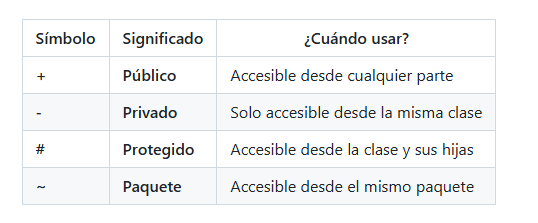 Símbolo Significado ¿Cuándo usar?
+ Público Accesible desde cualquier parte
- Privado Solo accesible desde la misma clase
# Protegido Accesible desde la clase y sus hijas
~ Paquete Accesible desde el mismo paquete